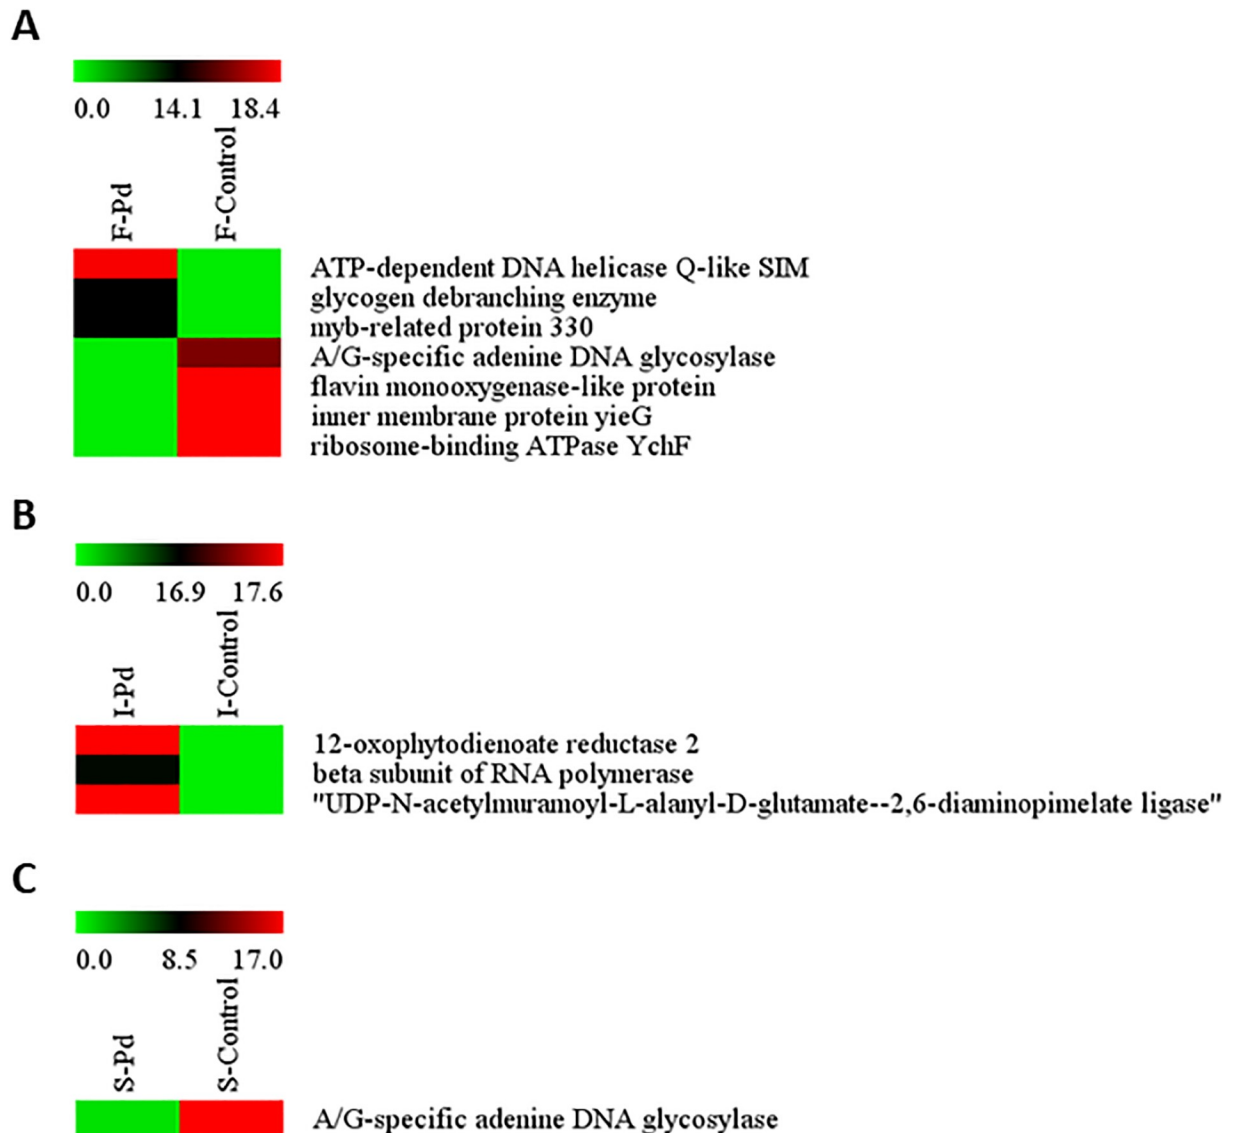 A
0.0 14.1 18.4
F-Pd F-Control
ATP-dependent DNA helicase Q-like SIM
glycogen debranching enzyme
myb-related protein 330
A/G-specific adenine DNA glycosylase
flavin monooxygenase-like protein
inner membrane protein yieG
ribosome-binding ATPase YchF
B
0.0 16.9 17.6
I-Pd I-Control
12-oxophytodienoate reductase 2
beta subunit of RNA polymerase
"UDP-N-acetylmuramoyl-L-alanyl-D-glutamate--2,6-diaminopimelate ligase"
C
0.0 8.5 17.0
S-Pd S-Control
A/G-specific adenine DNA glycosylase